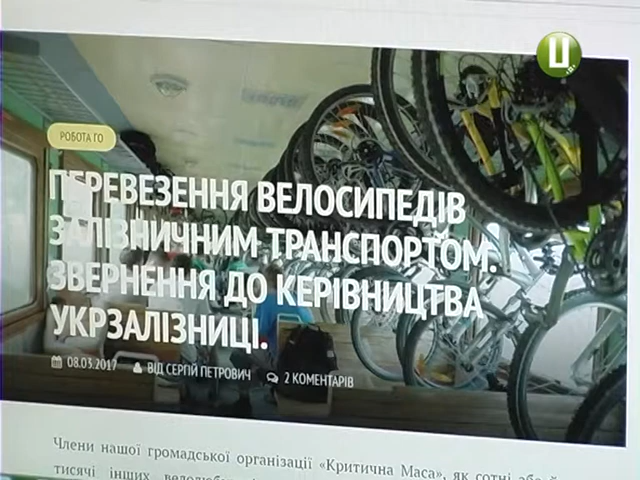 Ц
РОБОТА ГО
ПЕРЕВЕЗЕННЯ ВЕЛОСИПЕДІВ
ЗАЛІЗНИЧНИМ ТРАНСПОРТОМ.
ЗВЕРНЕННЯ ДО КЕРІВНИЦТВА
УКРЗАЛІЗНИЦІ.
08.03.2017 ВІД СЕРГІЙ ПЕТРОВИЧ 2 КОМЕНТАРІВ
Члени нашої громадської організації «Критична Маса», як сотні
тисячі інших